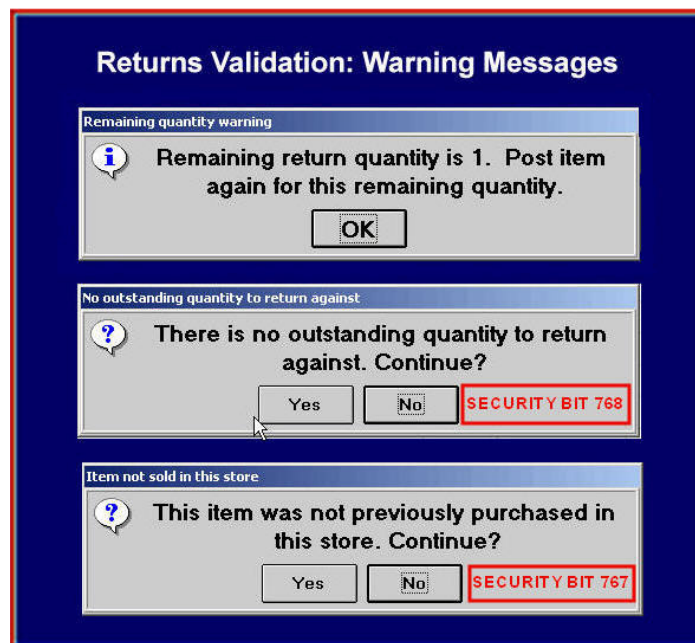 Returns Validation: Warning Messages
Remaining quantity warning
Remaining return quantity is 1. Post item
again for this remaining quantity.
OK
No outstanding quantity to return against
There is no outstanding quantity to return
against. Continue?
Yes No SECURITY BIT 768
Item not sold in this store
This item was not previously purchased in
this store. Continue?
Yes No SECURITY BIT 767